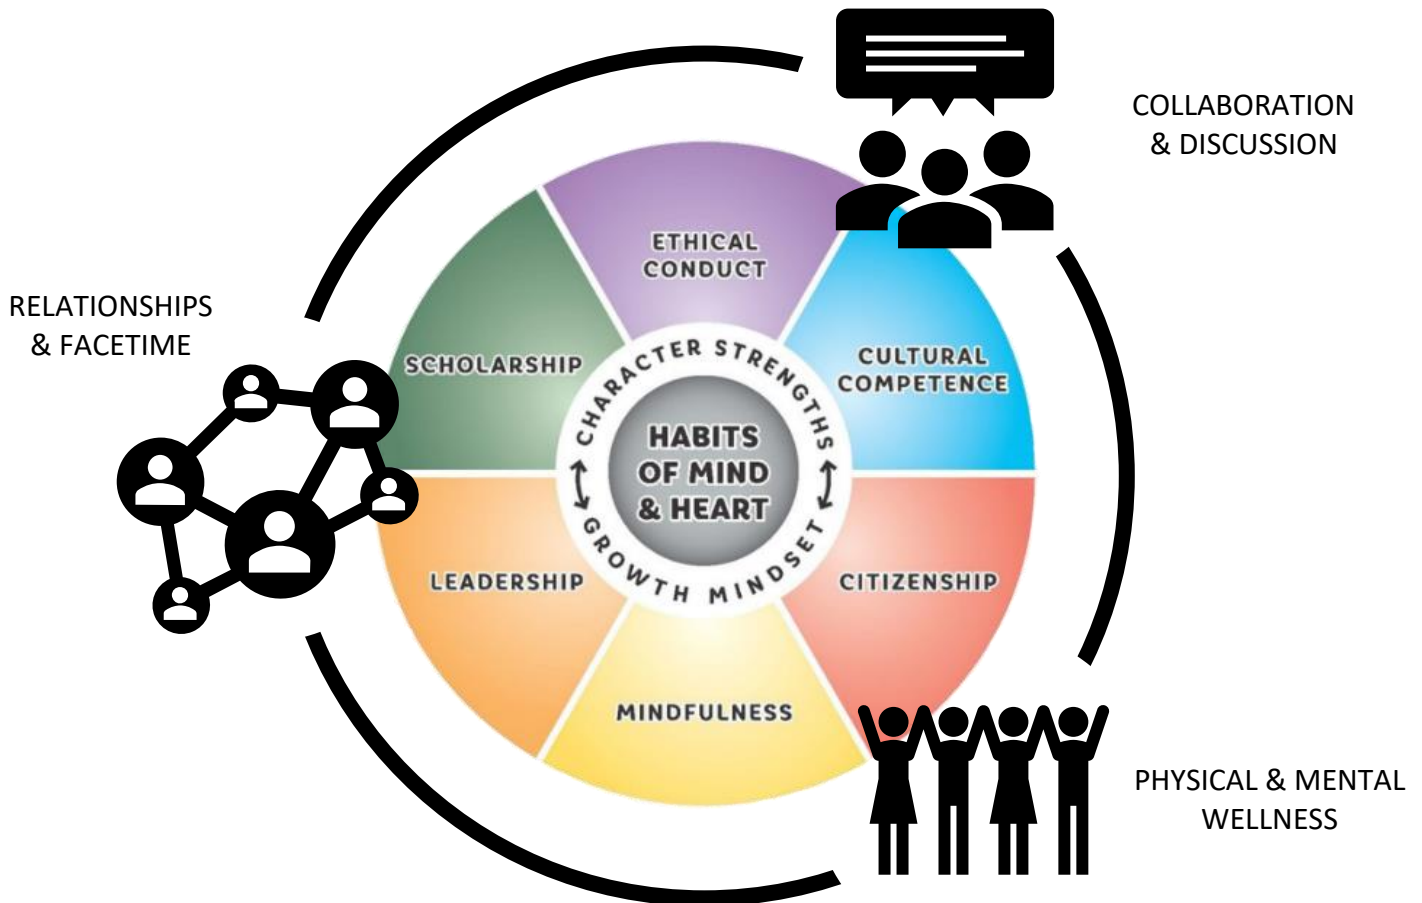 COLLABORATION
& DISCUSSION
RELATIONSHIPS
& FACETIME
ETHICAL
CONDUCT
SCHOLARSHIP
CULTURAL
COMPETENCE
CHARACTER STRENGTHS
HABITS
OF MIND
& HEART
GROWTH MINDSET
LEADERSHIP
CITIZENSHIP
MINDFULNESS
PHYSICAL & MENTAL
WELLNESS